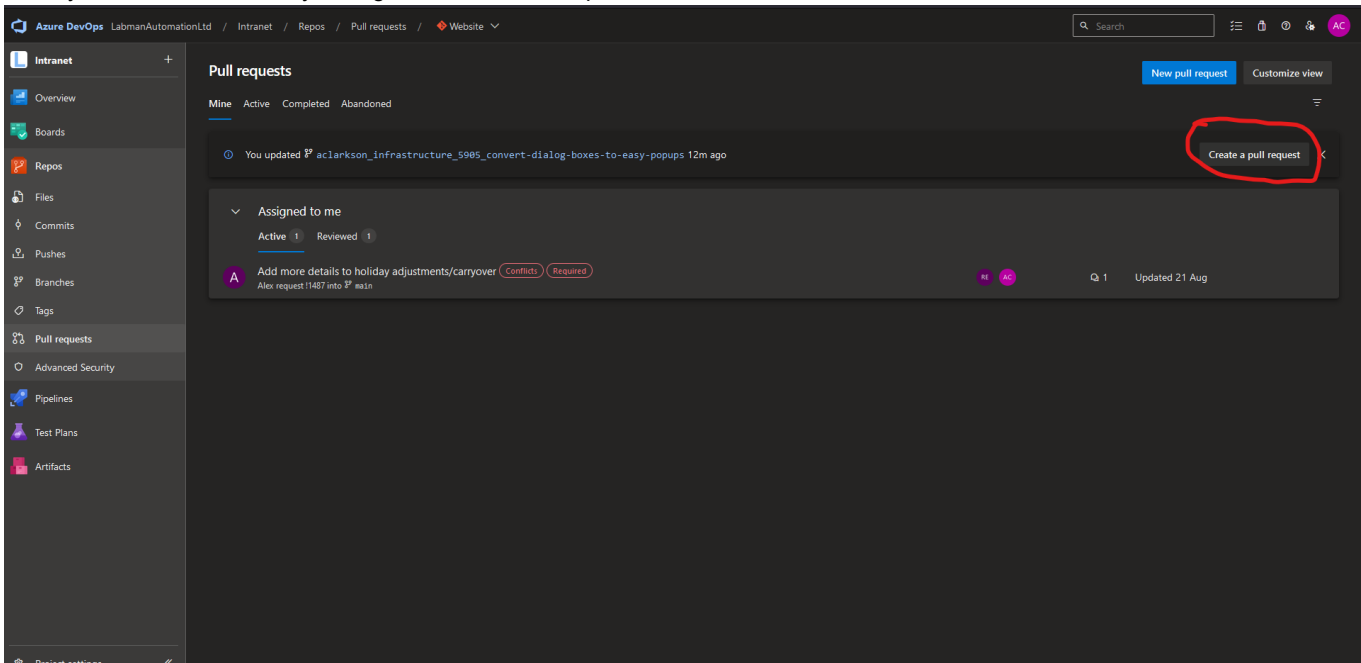 Azure DevOps LabmanAutomationLtd / Intranet / Repos / Pull requests / Website Search AC
Intranet +
Pull requests
New pull request Customize view
Overview
Mine Active Completed Abandoned
Boards
You updated aclarkson_infrastructure_5905_convert-dialog-boxes-to-easy-popups 12m ago Create a pull request
Repos
Files
Assigned to me
Commits
Active 1 Reviewed 1
Pushes
A Add more details to holiday adjustments/carryover Conflicts Required
Alex request !1487 into main RE AC 1 Updated 21 Aug
Branches
Tags
Pull requests
Advanced Security
Pipelines
Test Plans
Artifacts